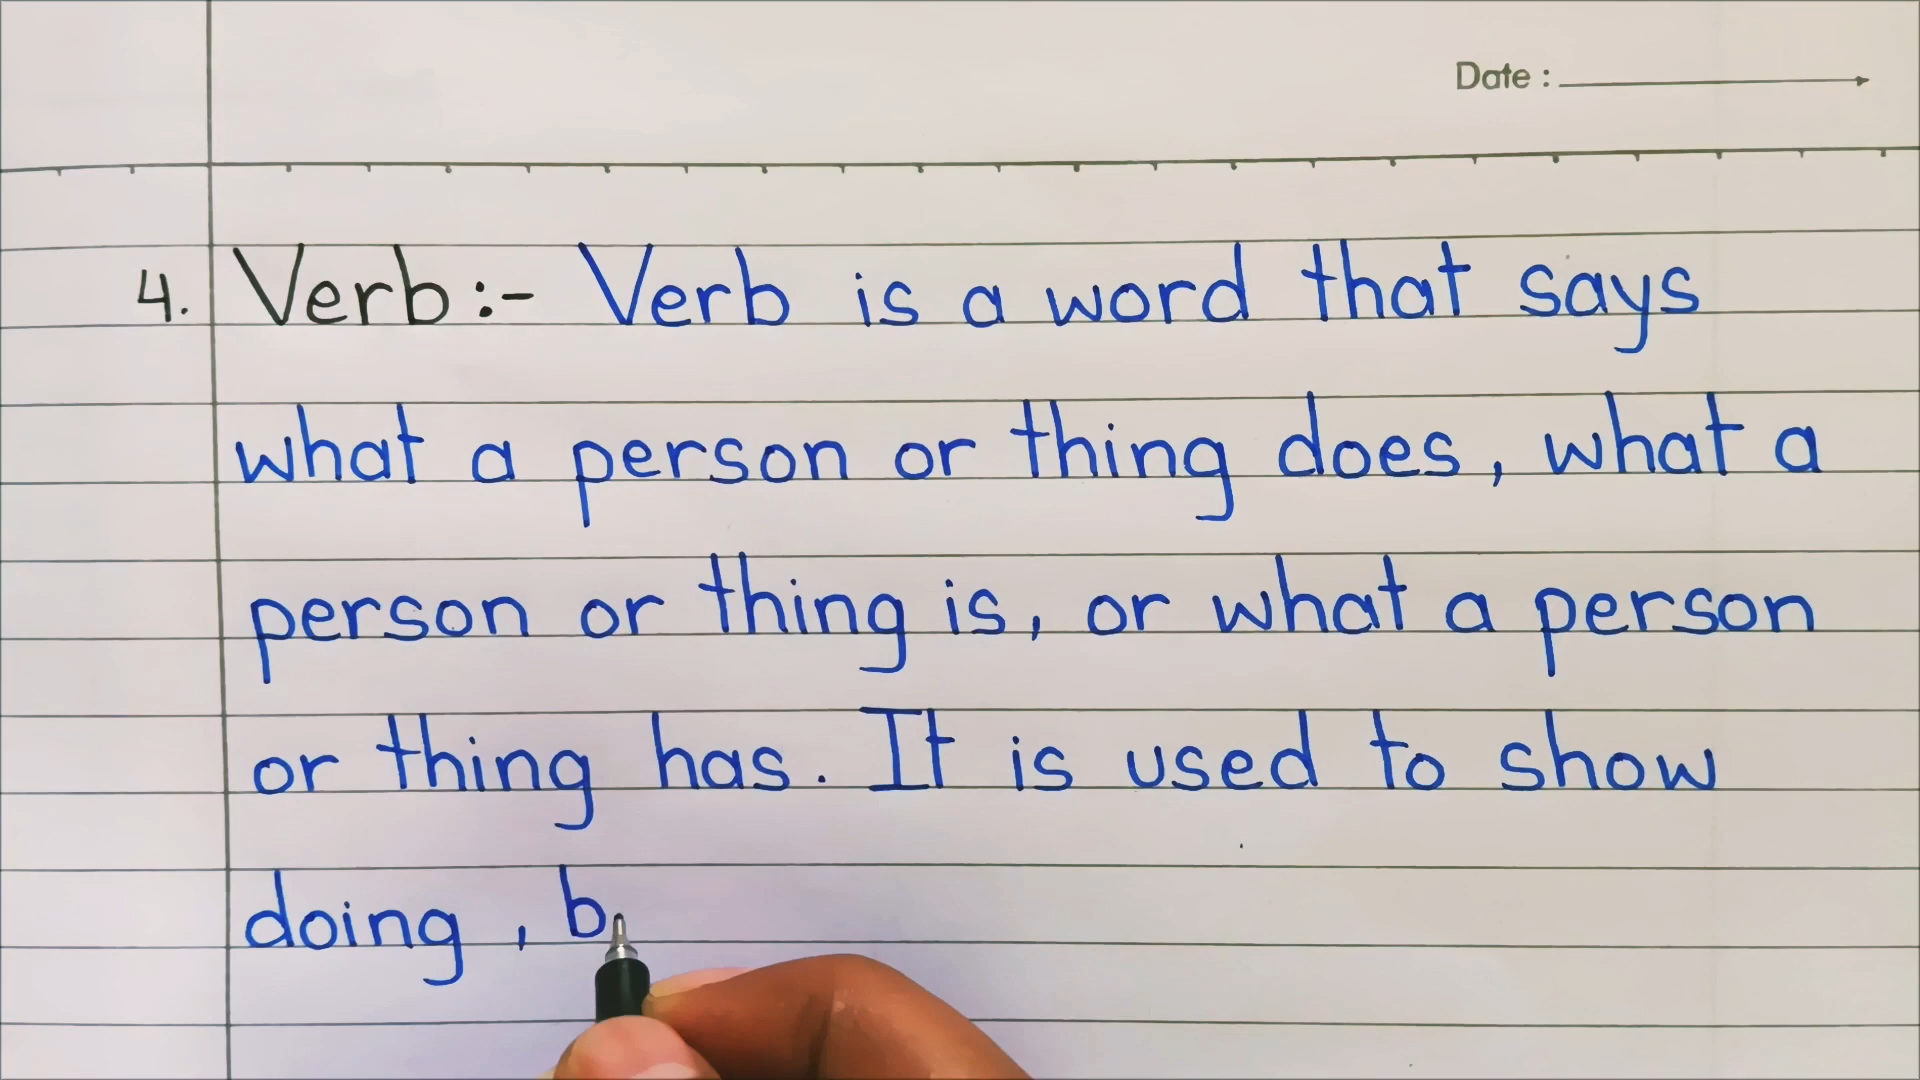 Date :
4. Verb:- Verb is a word that says
what a person or thing does, what a
person or thing is, or what a person
or thing has. It is used to show
doing , b